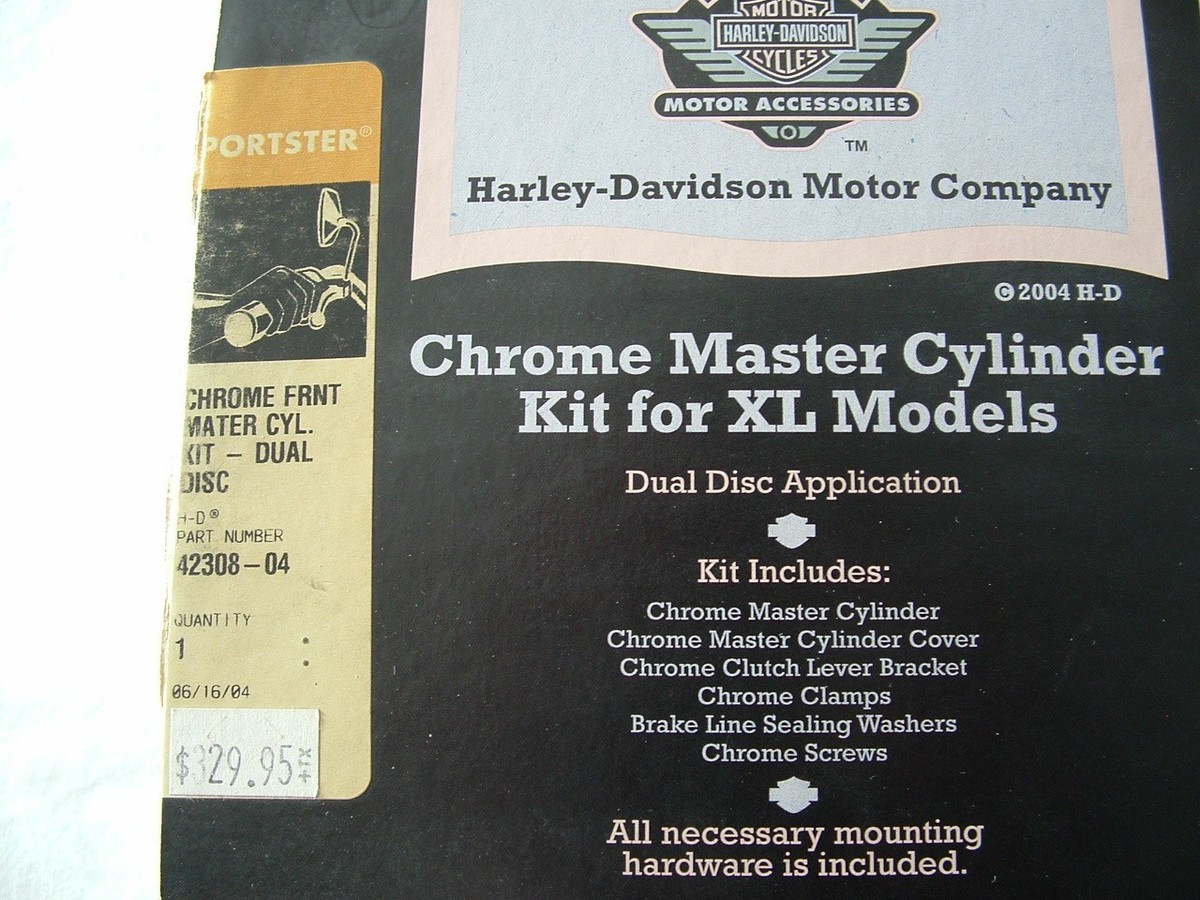 MOTOR
HARLEY-DAVIDSON
CYCLES
MOTOR ACCESSORIES
TM
Harley-Davidson Motor Company
© 2004 H-D
Chrome Master Cylinder
Kit for XL Models
Dual Disc Application
Kit Includes:
Chrome Master Cylinder
Chrome Master Cylinder Cover
Chrome Clutch Lever Bracket
Chrome Clamps
Brake Line Sealing Washers
Chrome Screws
All necessary mounting
hardware is included.
PORTSTER®
CHROME FRNT
MATER CYL.
KIT – DUAL
DISC
H-D®
PART NUMBER
42308–04
QUANTITY
1 :
06/16/04
$329.95